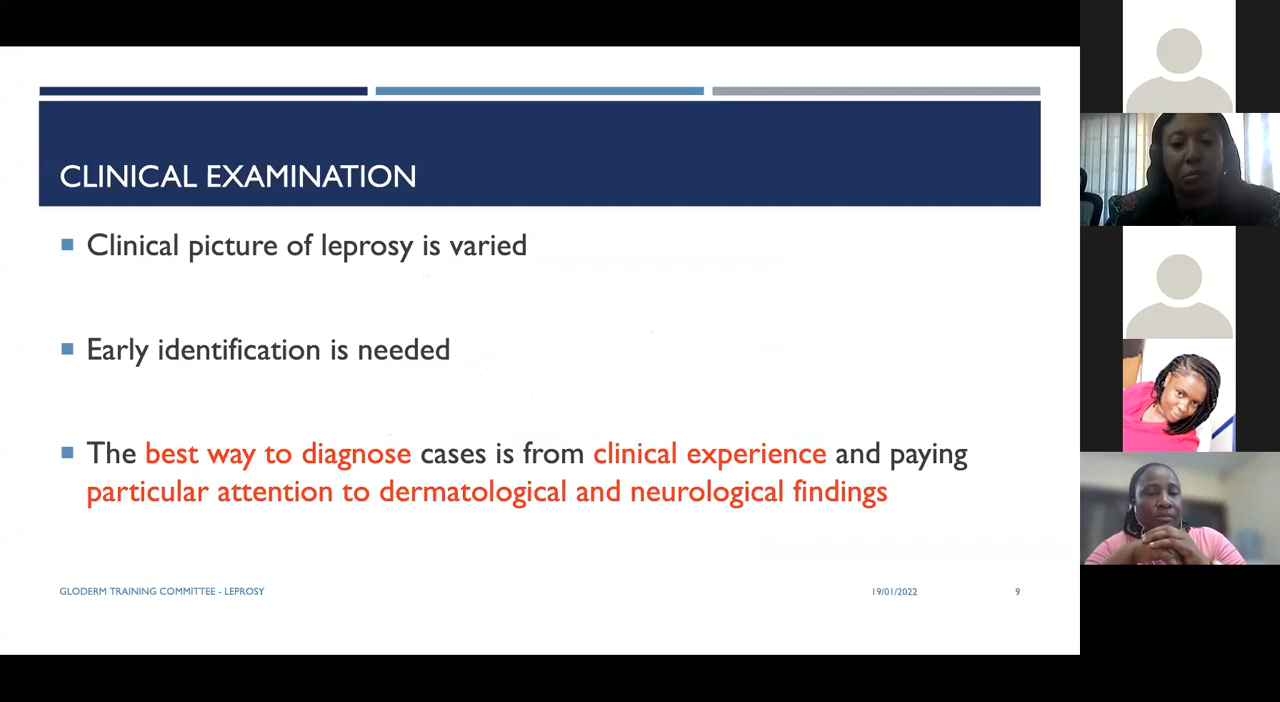 CLINICAL EXAMINATION
Clinical picture of leprosy is varied
Early identification is needed
The best way to diagnose cases is from clinical experience and paying
particular attention to dermatological and neurological findings
GLODERM TRAINING COMMITTEE - LEPROSY
19/01/2022
9